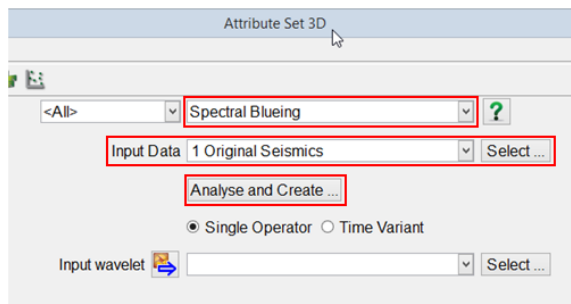 Attribute Set 3D
<All> Spectral Blueing ?
Input Data 1 Original Seismics Select ...
Analyse and Create ...
Single Operator Time Variant
Input wavelet Select ...